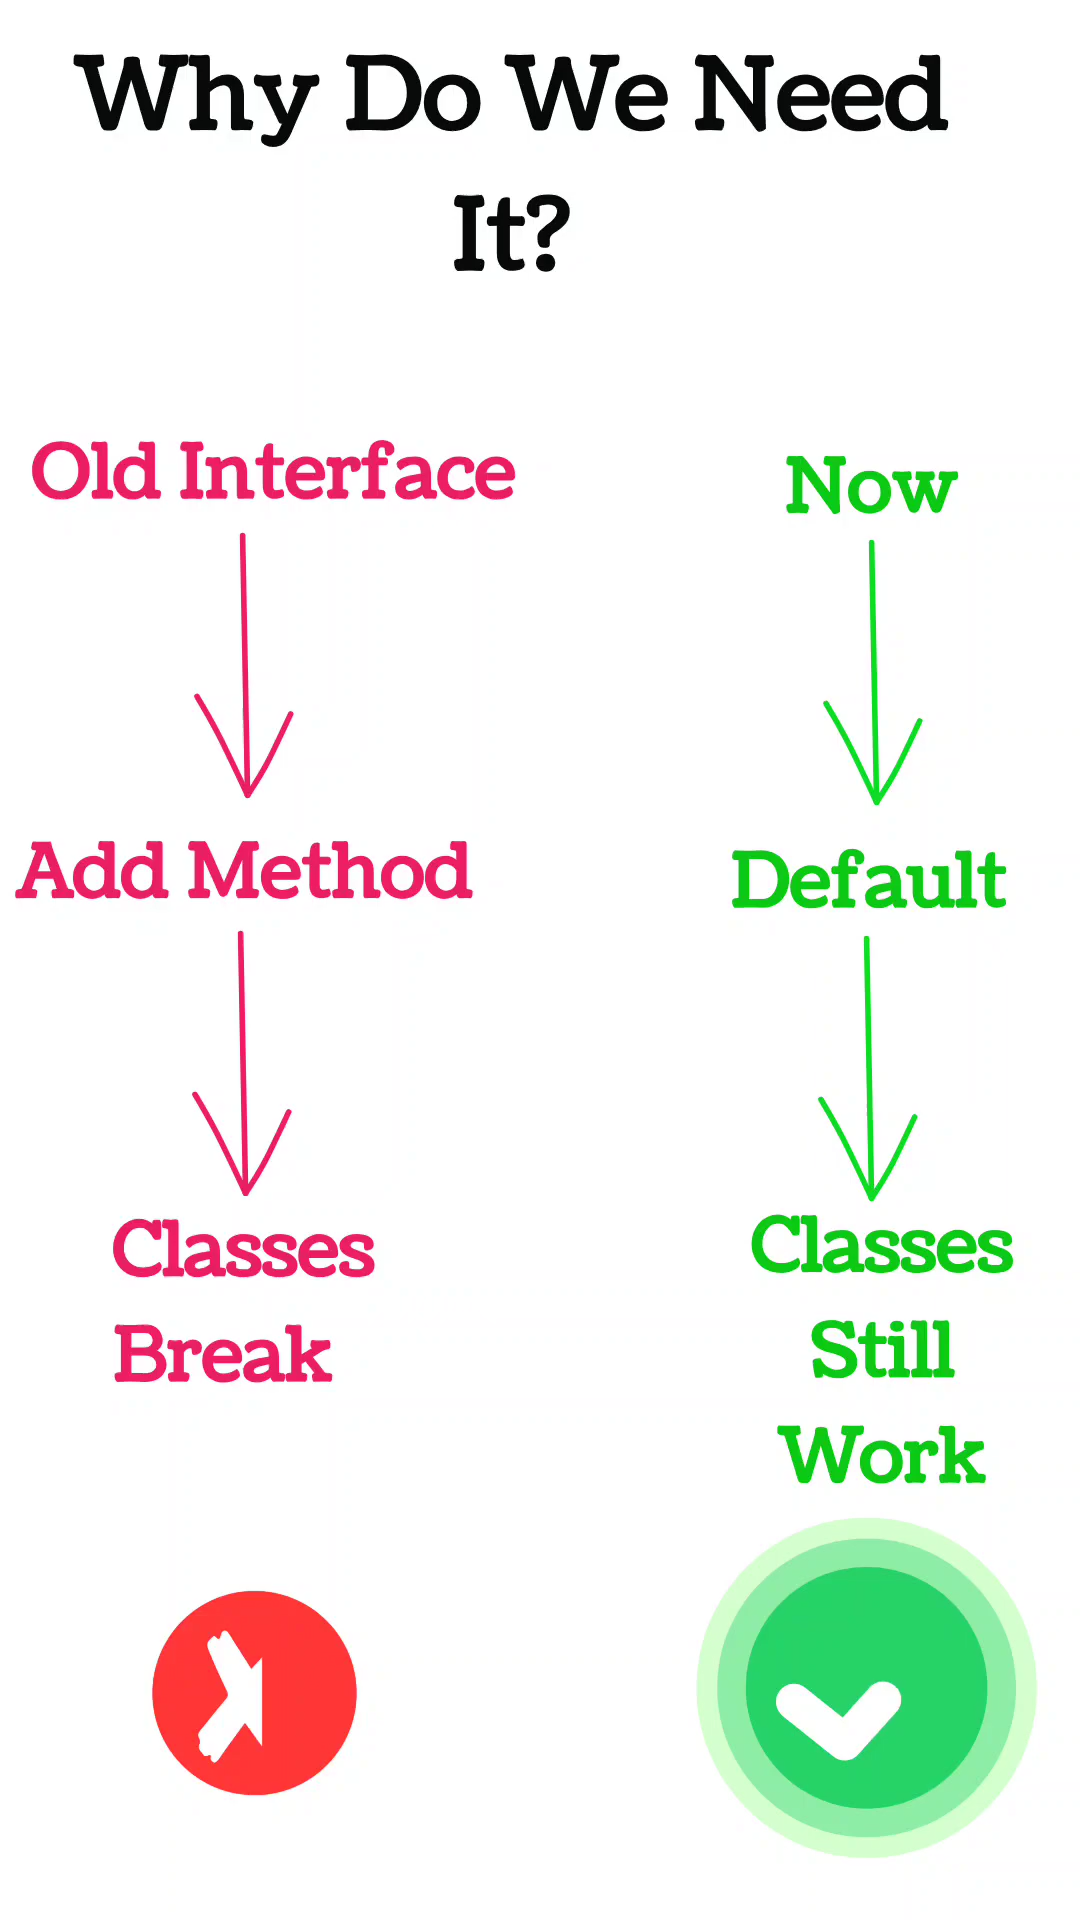 Why Do We Need
It?
Old Interface
Add Method
Classes
Break
Now
Default
Classes
Still
Work